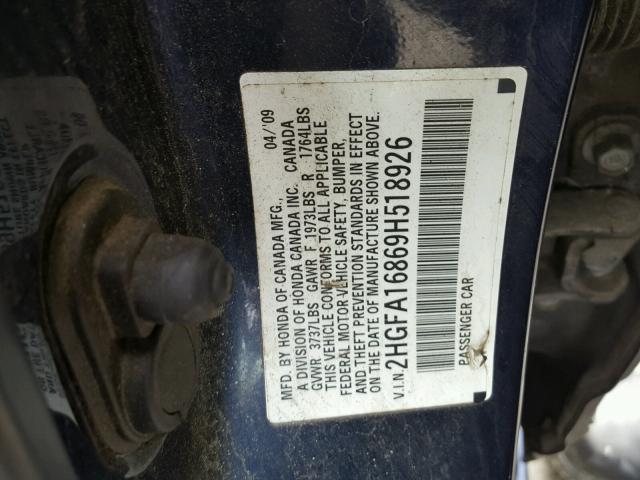 MFD. BY HONDA OF CANADA MFG. 04/'09
A DIVISION OF HONDA CANADA INC. CANADA
GVWR 3737LBS GAWR F 1973LBS R 1764LBS
THIS VEHICLE CONFORMS TO ALL APPLICABLE
FEDERAL MOTOR VEHICLE SAFETY, BUMPER,
AND THEFT PREVENTION STANDARDS IN EFFECT
ON THE DATE OF MANUFACTURE SHOWN ABOVE.
V.I.N. 2HGFA16869H518926
PASSENGER CAR